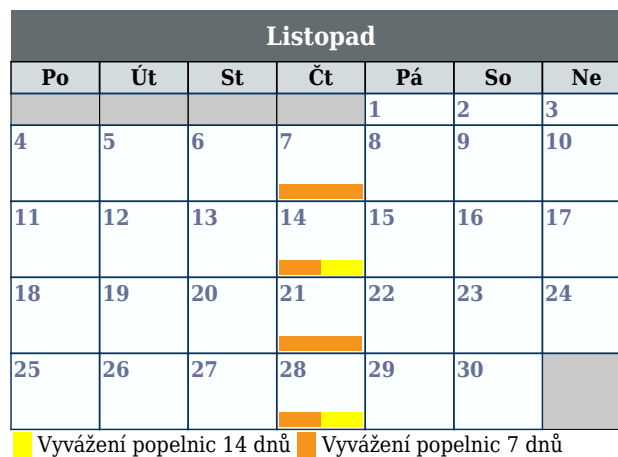 Listopad
Po Út St Čt Pá So Ne
1 2 3
4 5 6 7 8 9 10
11 12 13 14 15 16 17
18 19 20 21 22 23 24
25 26 27 28 29 30
Vyvážení popelnic 14 dnů Vyvážení popelnic 7 dnů